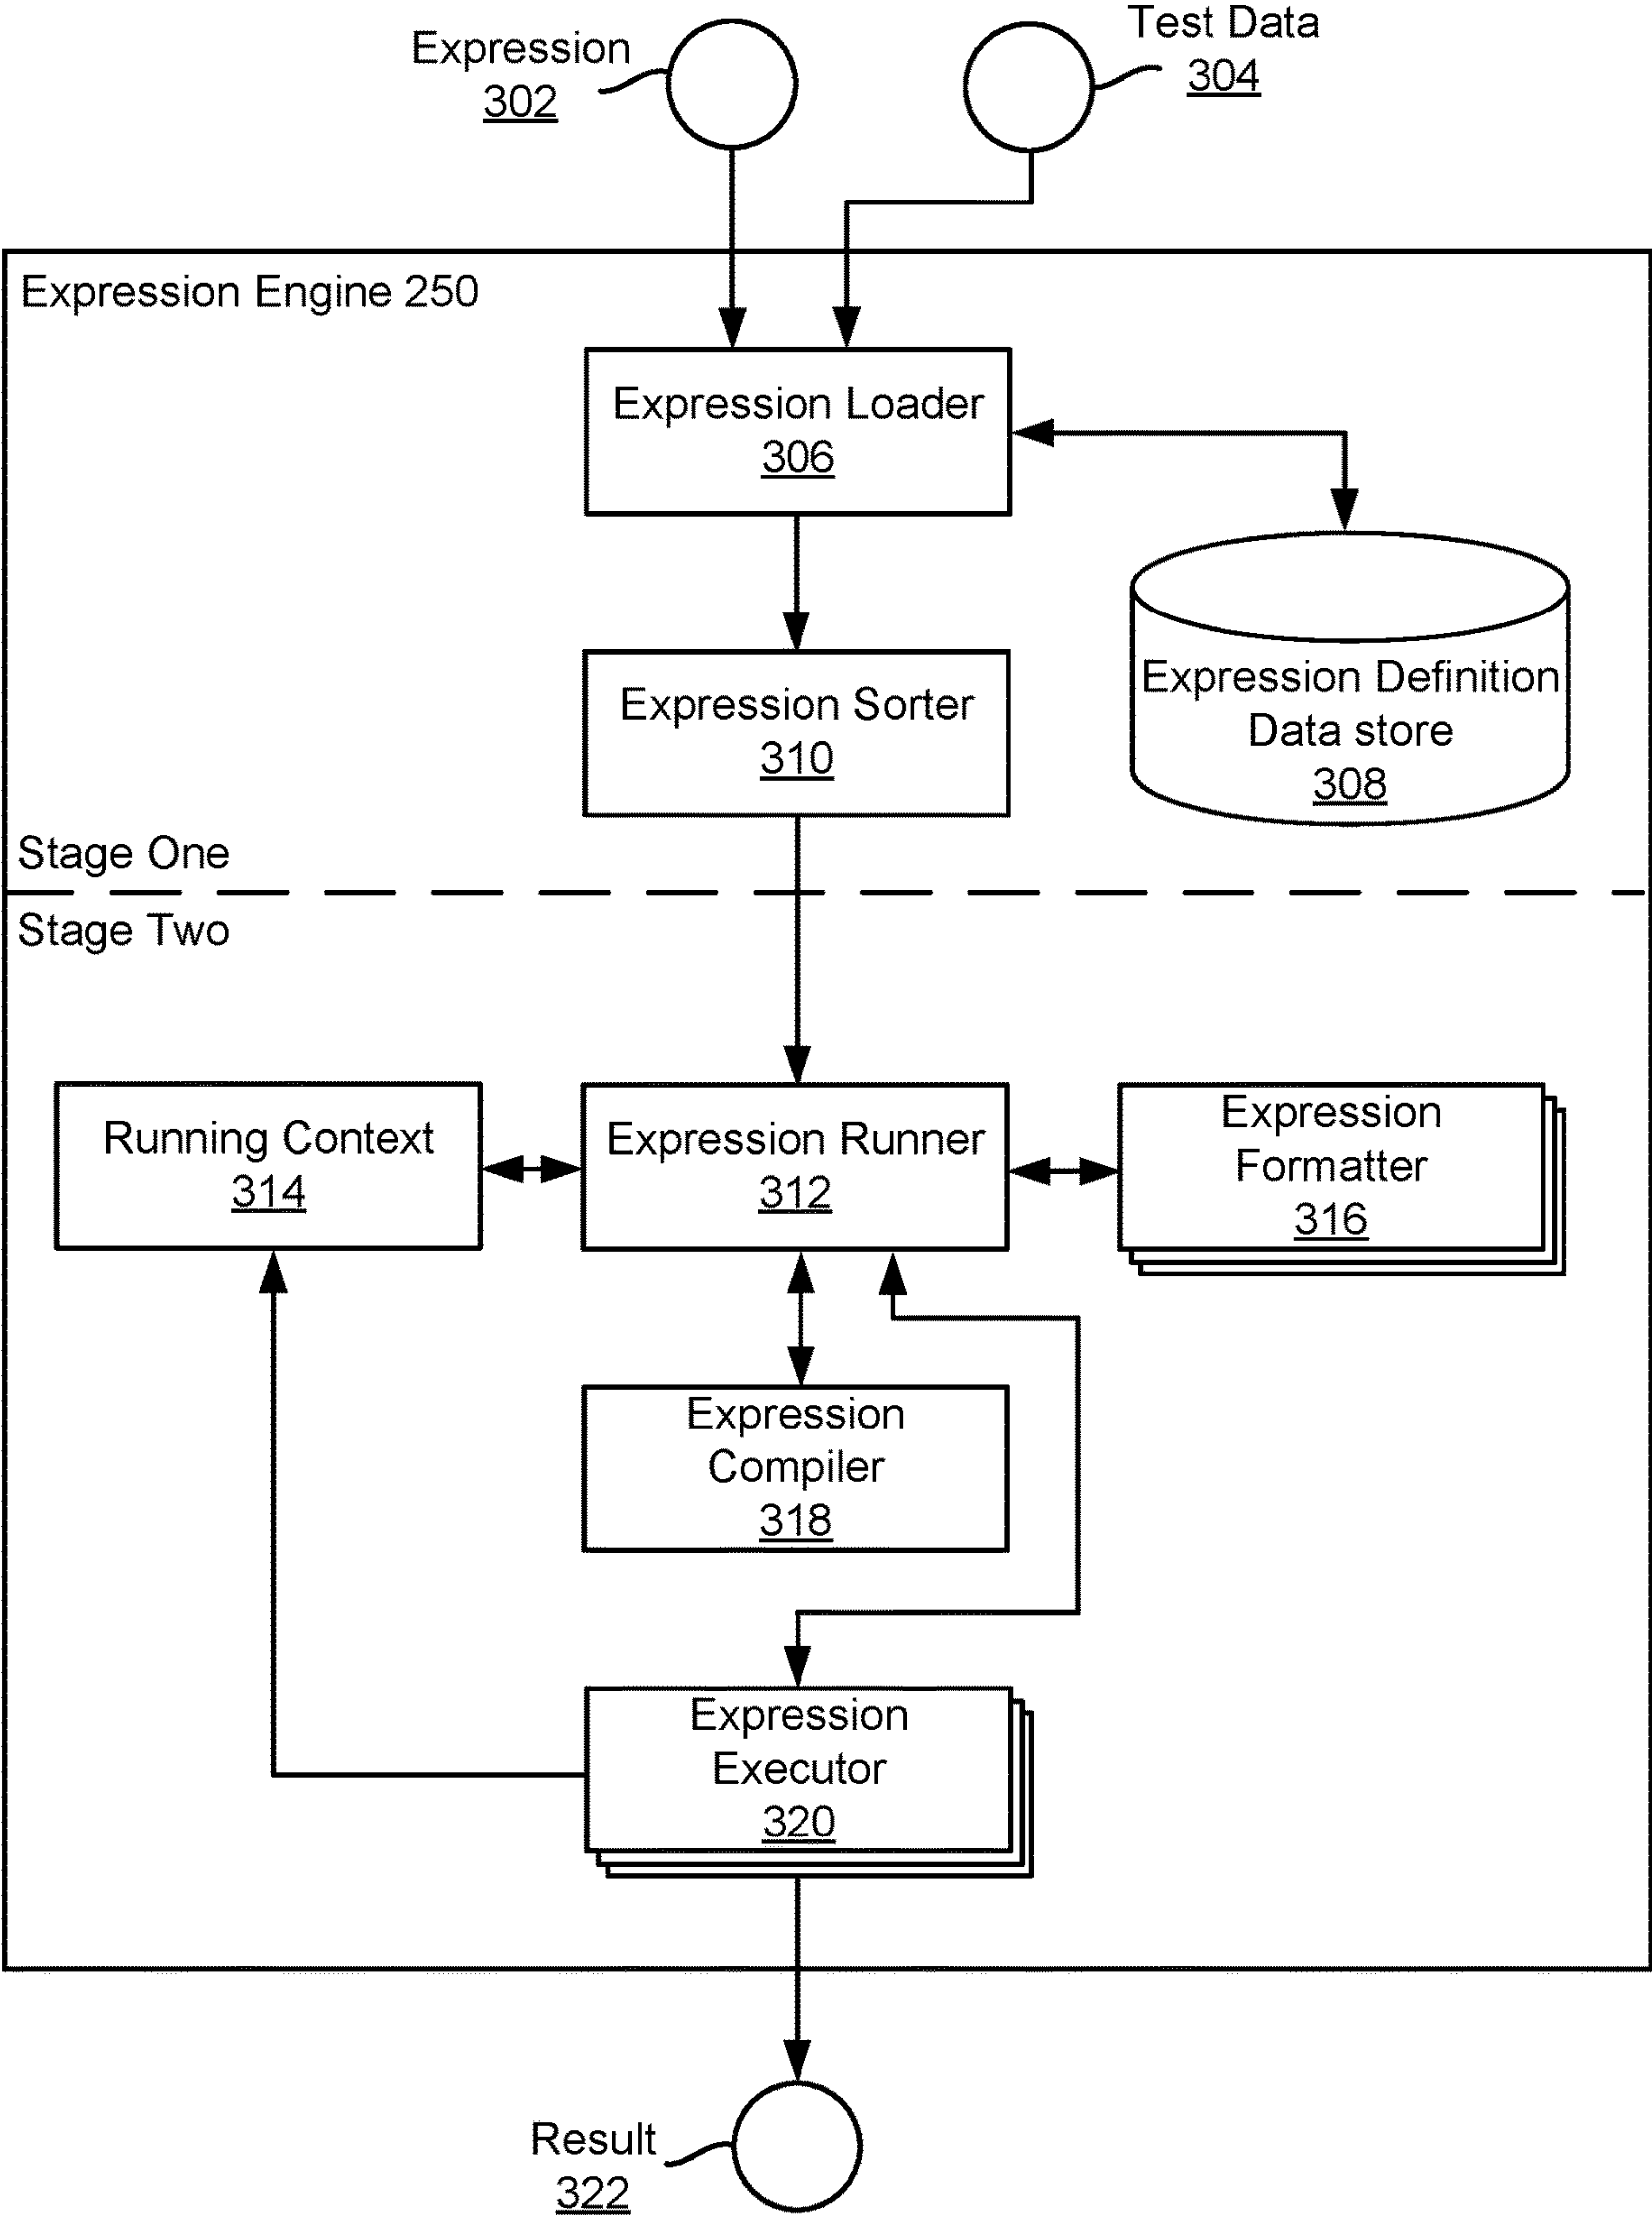 Expression
302
Test Data
304
Expression Engine 250
Expression Loader
306
Expression Definition
Data store
308
Expression Sorter
310
Stage One
Stage Two
Running Context
314
Expression Runner
312
Expression
Formatter
316
Expression
Compiler
318
Expression
Executor
320
Result
322